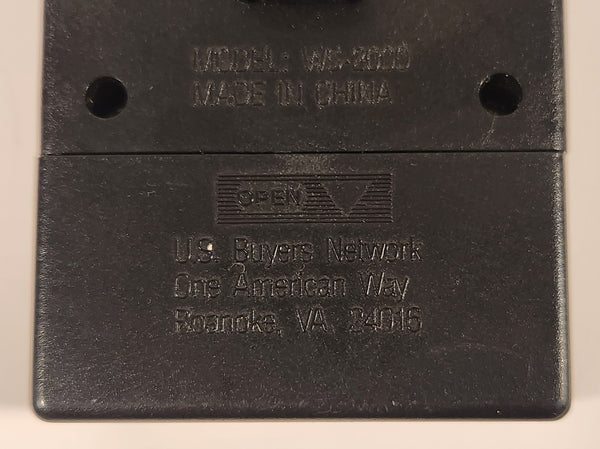 MODEL: WS-2000
MADE IN CHINA
OPEN
U.S. Buyers Network
One American Way
Roanoke, VA. 24016